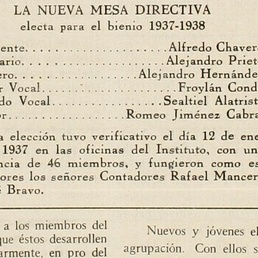 LA NUEVA MESA DIRECTIVA
electa para el bienio 1937-1938
ente. . . . . . . . . . . . . . .Alfredo Chaver
ario. . . . . . . . . . . . .Alejandro Priet
ero. . . . . . . . . .Alejandro Hernánde
r Vocal. . . . . . . . . . . .Froylán Cond
do Vocal. . . . . . .Sealtiel Alatrist
or. . . . . . . . . .Romeo Jiménez Cabra
a elección tuvo verificativo el día 12 de ene
1937 en las oficinas del Instituto, con un
ncia de 46 miembros, y fungieron como es
ores los señores Contadores Rafael Mancer
é Bravo.
a los miembros del
que éstos desarrollen
armente, en pro del
Nuevos y jóvenes el
agrupación. Con ellos s